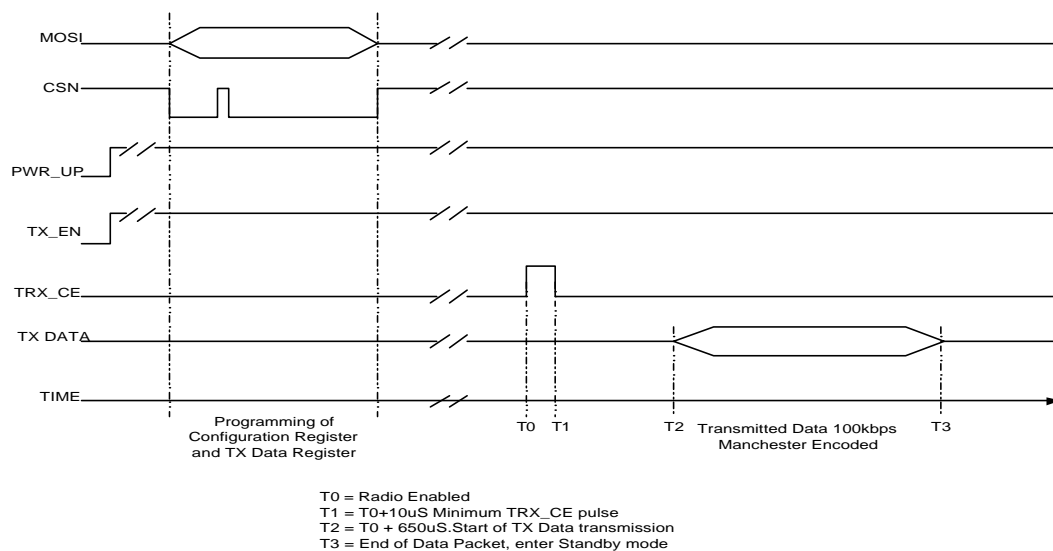 MOSI
CSN
PWR_UP
TX_EN
TRX_CE
TX DATA
TIME
Programming of
Configuration Register
and TX Data Register
T0
T1
T2
Transmitted Data 100kbps
Manchester Encoded
T3
T0 = Radio Enabled
T1 = T0+10uS Minimum TRX_CE pulse
T2 = T0 + 650uS.Start of TX Data transmission
T3 = End of Data Packet, enter Standby mode